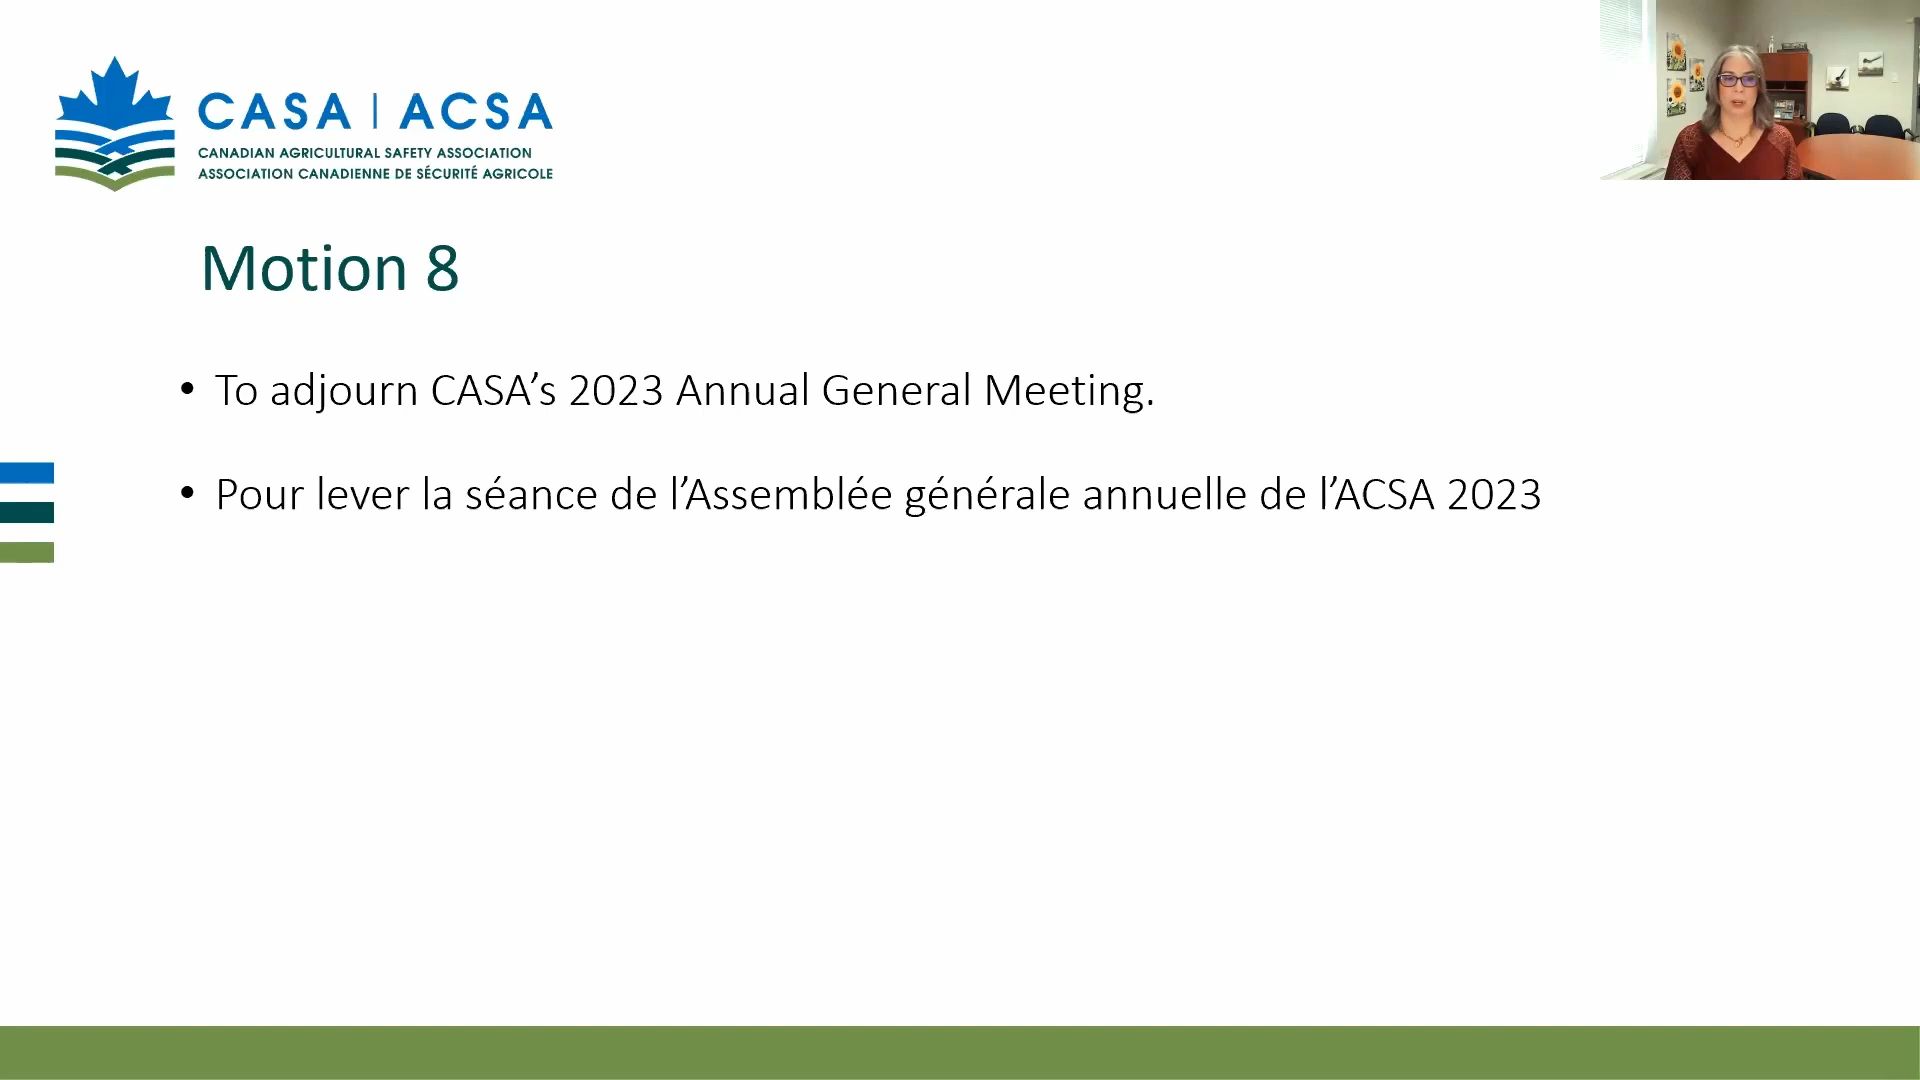 CASA | ACSA
CANADIAN AGRICULTURAL SAFETY ASSOCIATION
ASSOCIATION CANADIENNE DE SÉCURITÉ AGRICOLE
Motion 8
• To adjourn CASA’s 2023 Annual General Meeting.
• Pour lever la séance de l’Assemblée générale annuelle de l’ACSA 2023